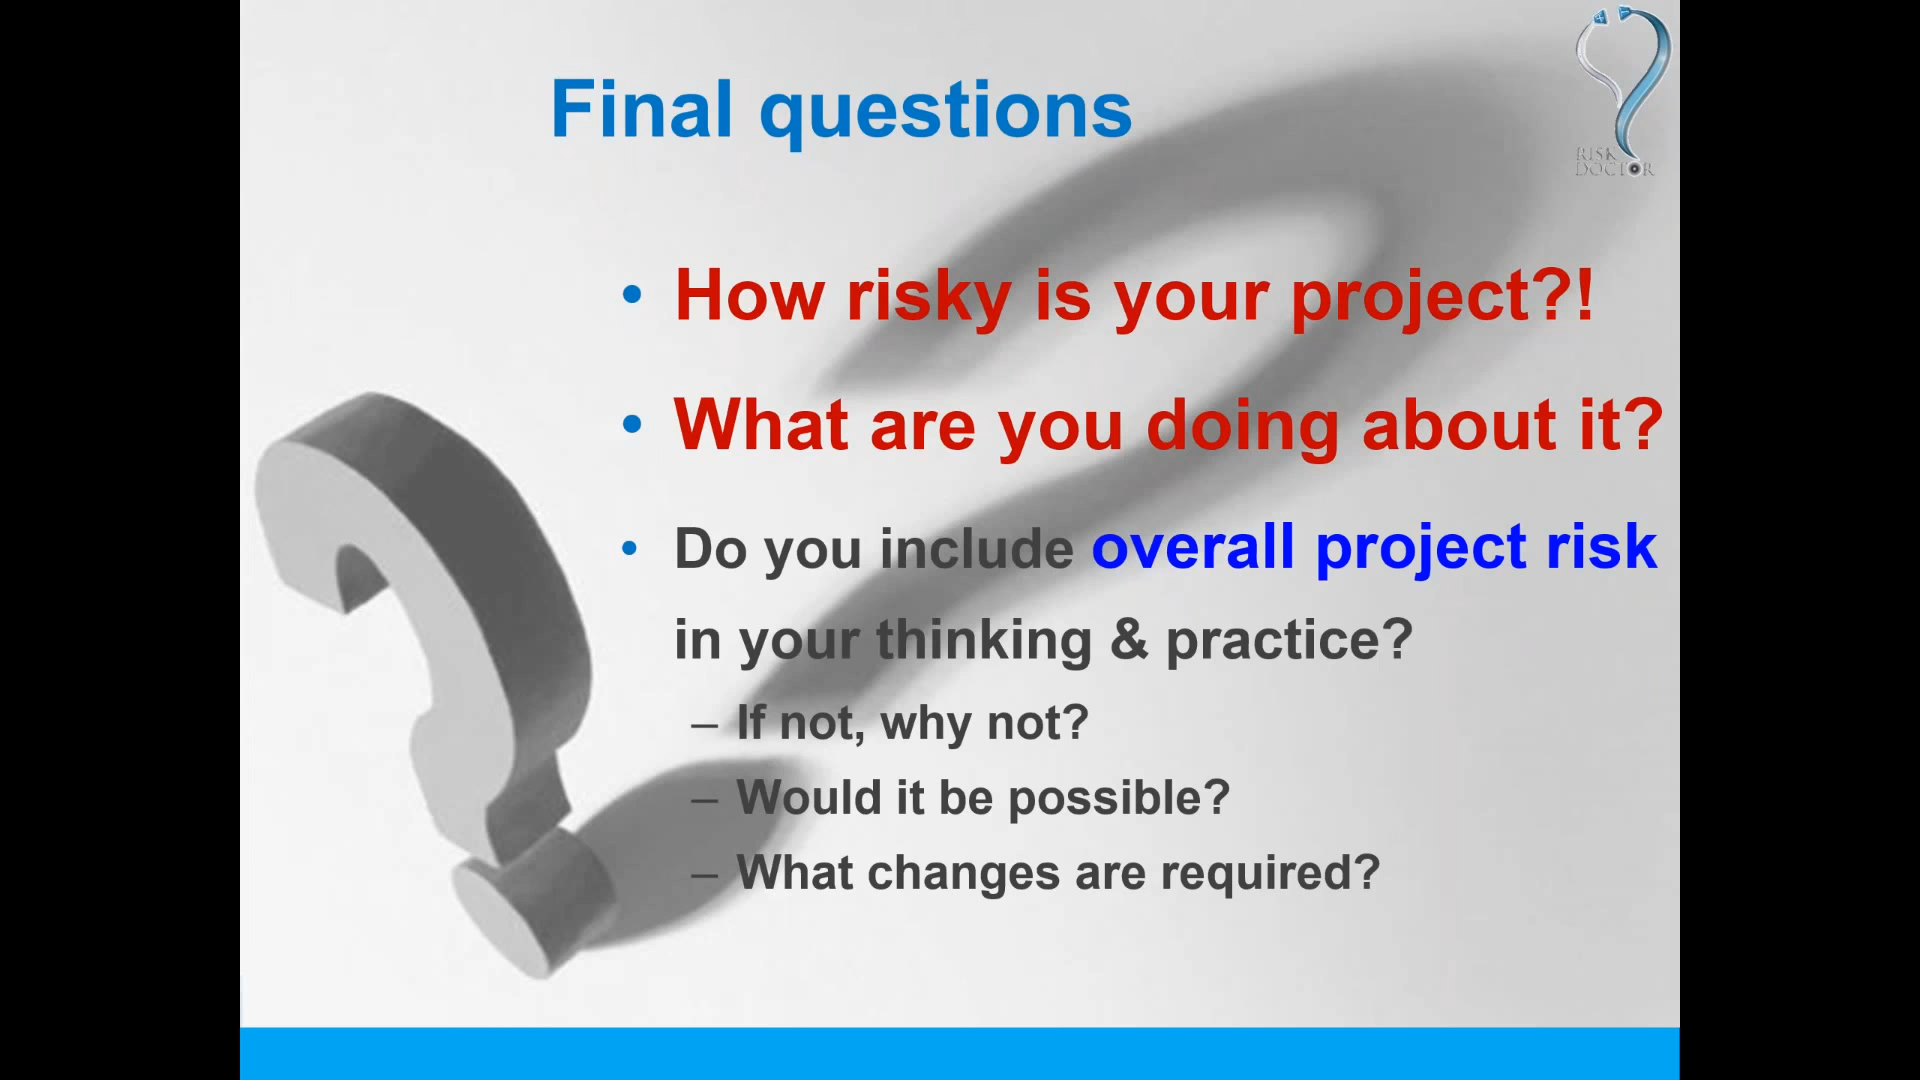 Final questions
RISK
DOCTOR
• How risky is your project?!
• What are you doing about it?
• Do you include overall project risk
in your thinking & practice?
– If not, why not?
– Would it be possible?
– What changes are required?